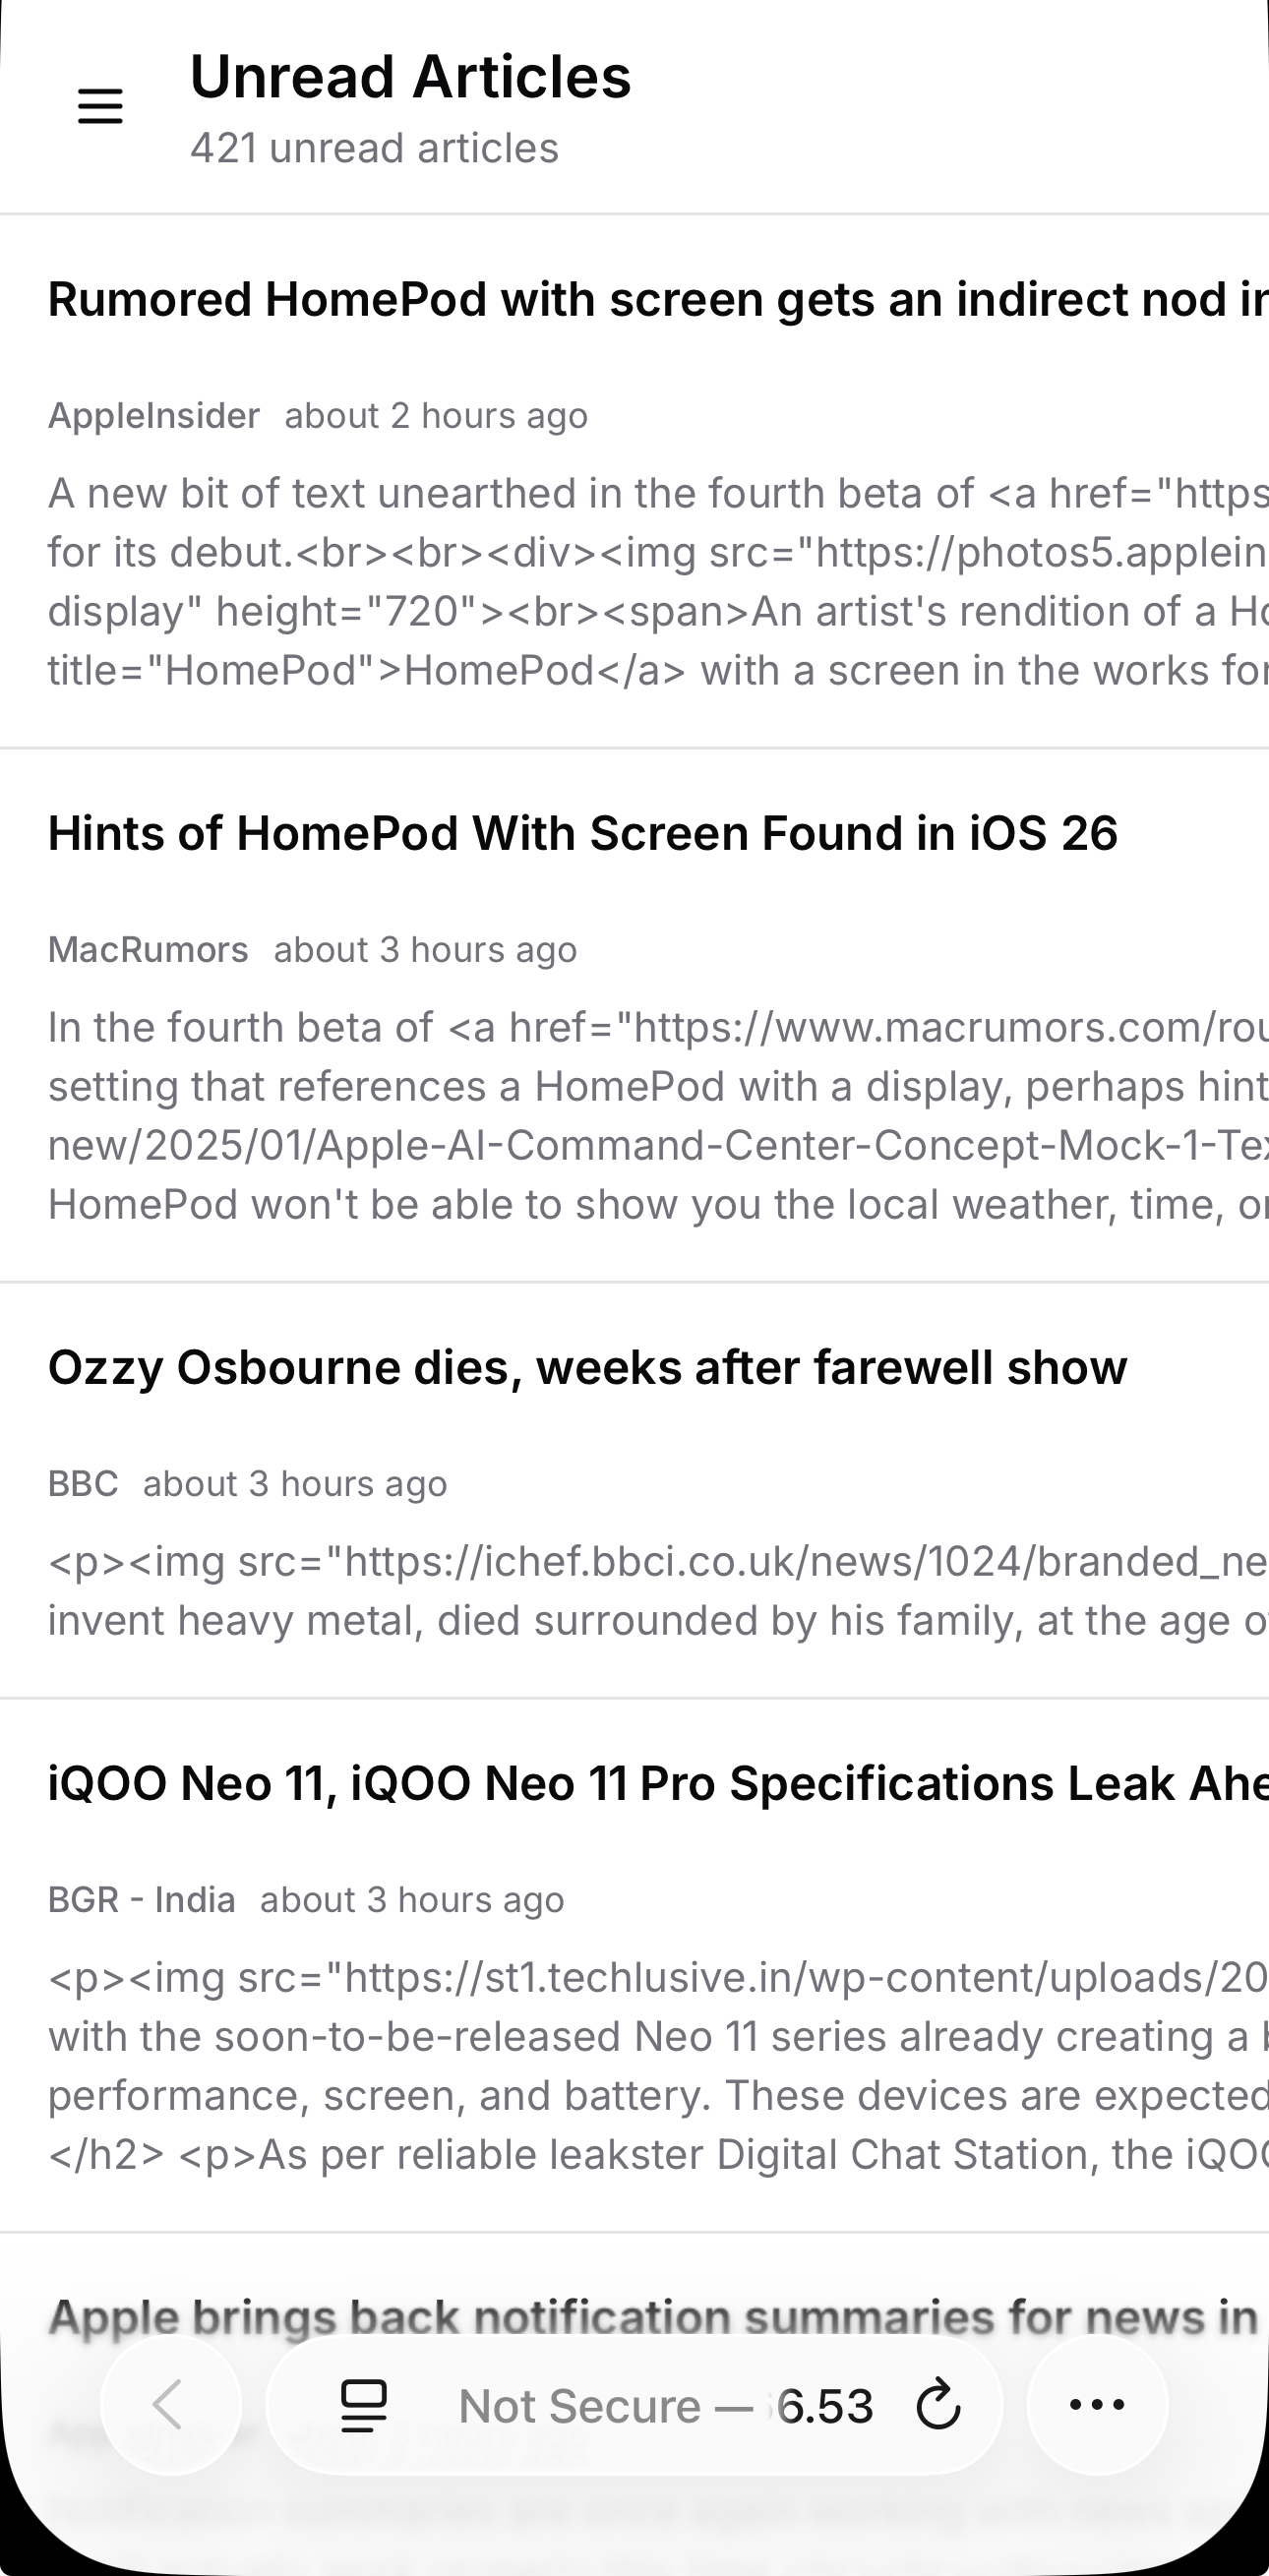 Unread Articles
421 unread articles
Rumored HomePod with screen gets an indirect nod in
AppleInsider about 2 hours ago
A new bit of text unearthed in the fourth beta of <a href="https
for its debut.<br><br><div><img src="https://photos5.applein
display" height="720"><br><span>An artist's rendition of a Ho
title="HomePod">HomePod</a> with a screen in the works for
Hints of HomePod With Screen Found in iOS 26
MacRumors about 3 hours ago
In the fourth beta of <a href="https://www.macrumors.com/rou
setting that references a HomePod with a display, perhaps hint
new/2025/01/Apple-AI-Command-Center-Concept-Mock-1-Tex
HomePod won't be able to show you the local weather, time, or
Ozzy Osbourne dies, weeks after farewell show
BBC about 3 hours ago
<p><img src="https://ichef.bbci.co.uk/news/1024/branded_ne
invent heavy metal, died surrounded by his family, at the age of
iQOO Neo 11, iQOO Neo 11 Pro Specifications Leak Ahe
BGR - India about 3 hours ago
<p><img src="https://st1.techlusive.in/wp-content/uploads/20
with the soon-to-be-released Neo 11 series already creating a b
performance, screen, and battery. These devices are expected
</h2> <p>As per reliable leakster Digital Chat Station, the iQOO
Apple brings back notification summaries for news in
Not Secure — 6.53